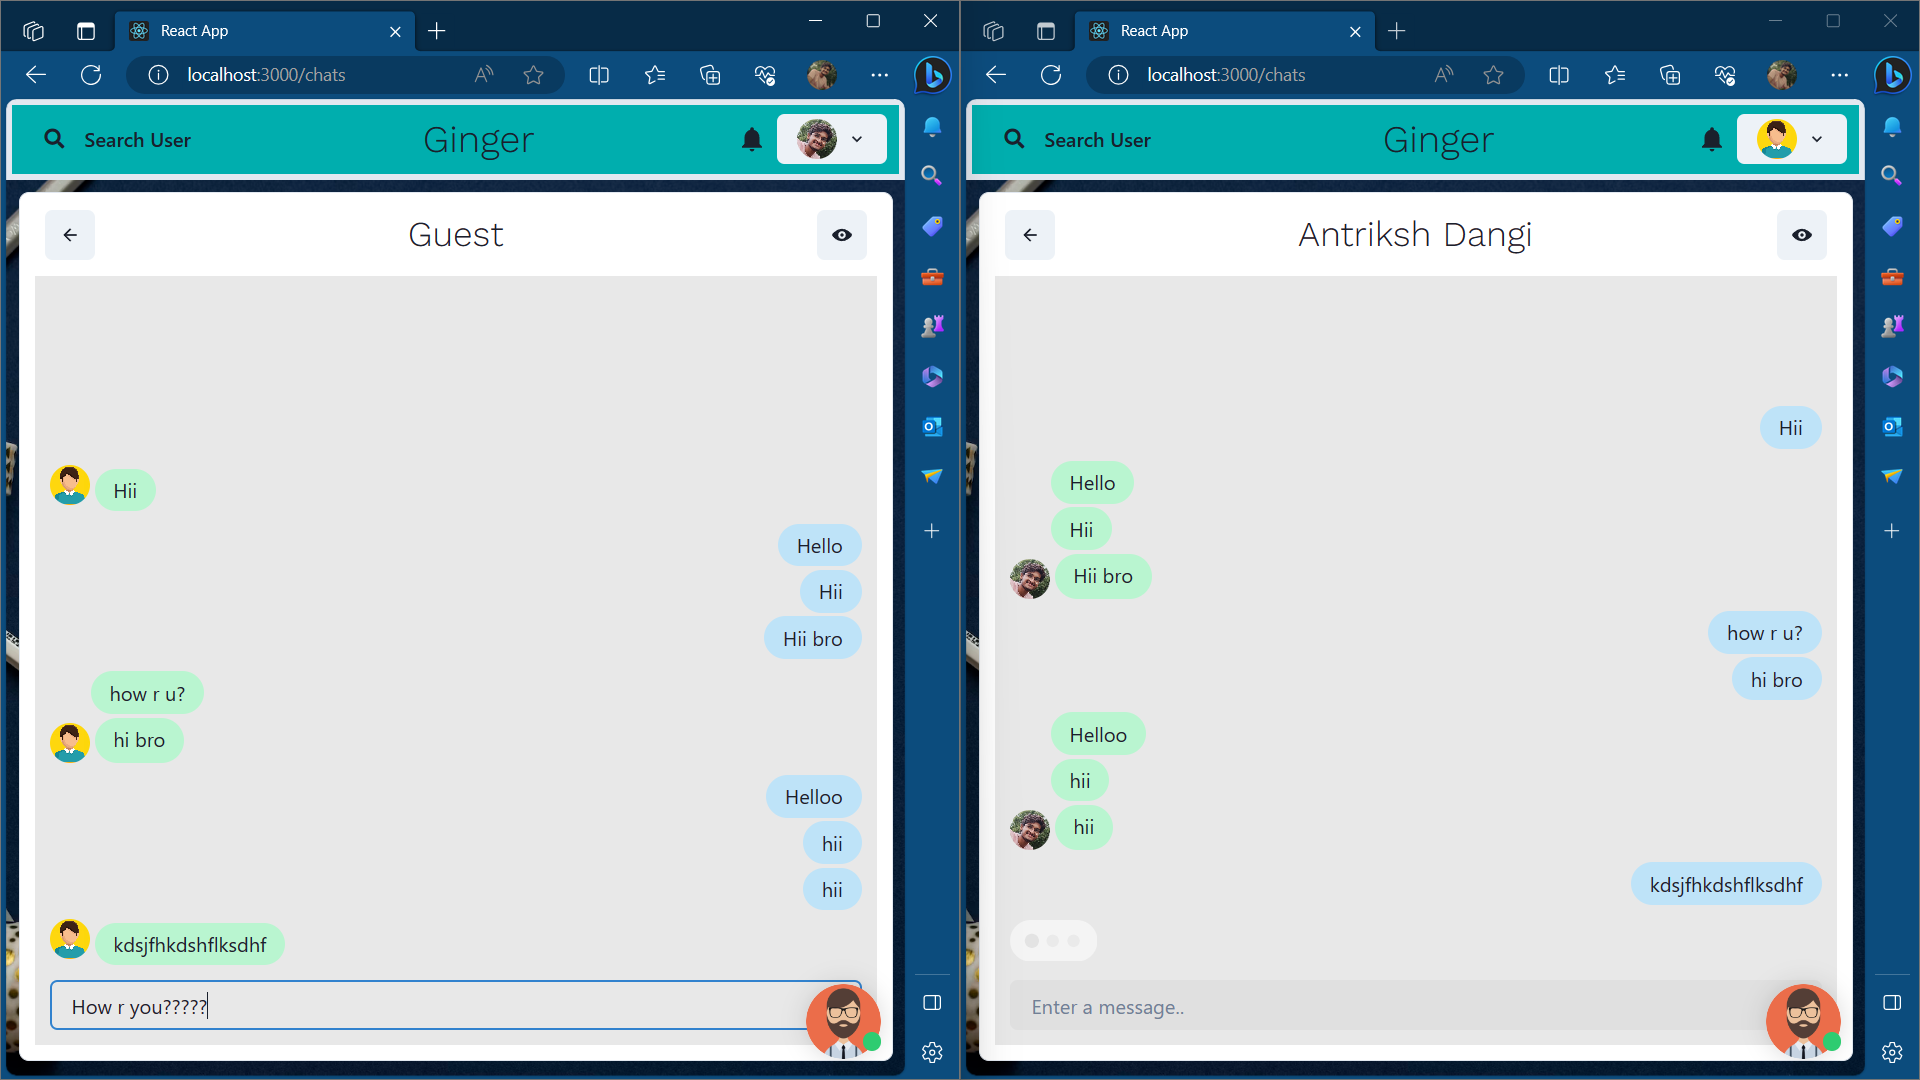 React App
localhost:3000/chats
Search User
Ginger
Guest
Hii
Hello
Hii
Hii bro
how r u?
hi bro
Helloo
hii
hii
kdsjfhkdshflksdhf
How r you?????
React App
localhost:3000/chats
Search User
Ginger
Antriksh Dangi
Hii
Hello
Hii
Hii bro
how r u?
hi bro
Helloo
hii
hii
kdsjfhkdshflksdhf
Enter a message..